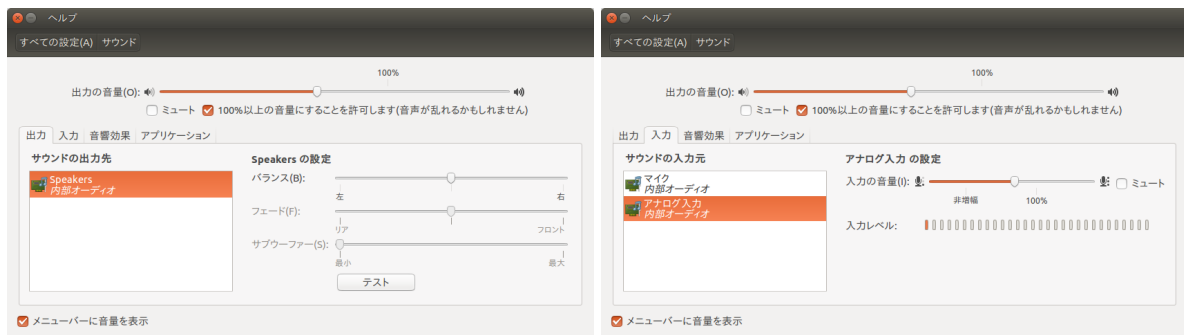 ヘルプ
すべての設定(A) サウンド
100%
出力の音量(O):
ミュート 100%以上の音量にすることを許可します(音声が乱れるかもしれません)
出力 入力 音響効果 アプリケーション
サウンドの出力先
Speakers
内部オーディオ
Speakers の設定
バランス(B):
左 右
フェード(F):
リア フロント
サブウーファー(S):
最小 最大
テスト
メニューバーに音量を表示
ヘルプ
すべての設定(A) サウンド
100%
出力の音量(O):
ミュート 100%以上の音量にすることを許可します(音声が乱れるかもしれません)
出力 入力 音響効果 アプリケーション
サウンドの入力元
マイク
内部オーディオ
アナログ入力
内部オーディオ
アナログ入力 の設定
入力の音量(I): ミュート
非増幅 100%
入力レベル:
メニューバーに音量を表示